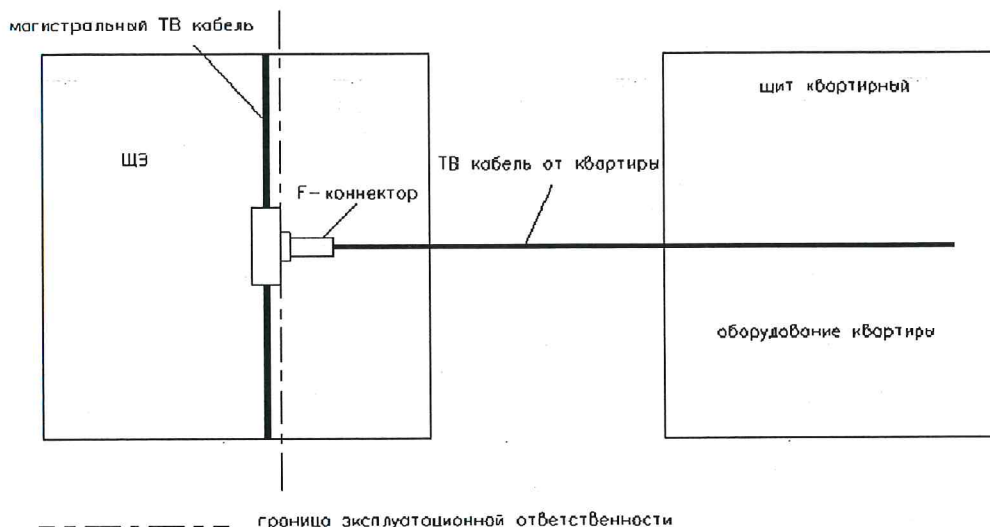 магистральный ТВ кабель
щит квартирный
ЩЭ
ТВ кабель от квартиры
F-коннектор
оборудование квартиры
граница эксплуатационной ответственности